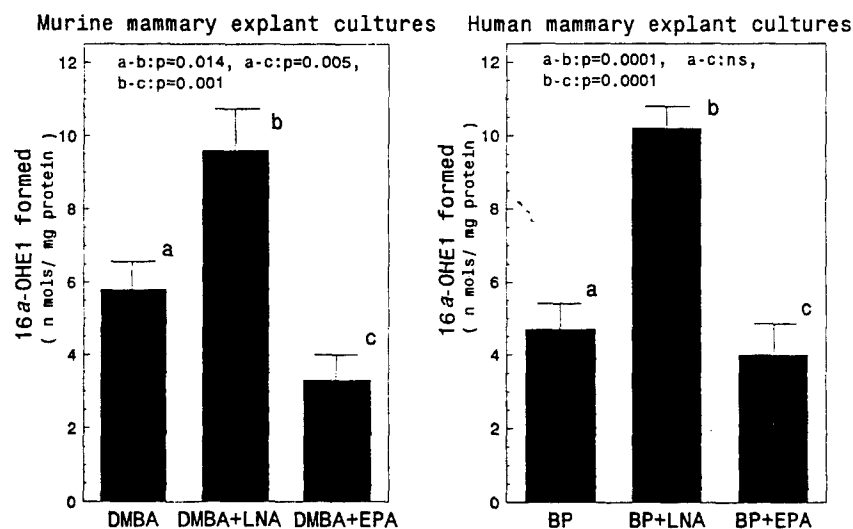 Murine mammary explant cultures
a-b:p=0.014, a-c:p=0.005,
b-c:p=0.001
16a-OHE1 formed
( n mols/ mg protein )
12
10
8
6
4
2
0
a
b
c
DMBA DMBA+LNA DMBA+EPA
Human mammary explant cultures
a-b:p=0.0001, a-c:ns,
b-c:p=0.0001
16a-OHE1 formed
( n mols/ mg protein )
12
10
8
6
4
2
0
a
b
c
BP BP+LNA BP+EPA